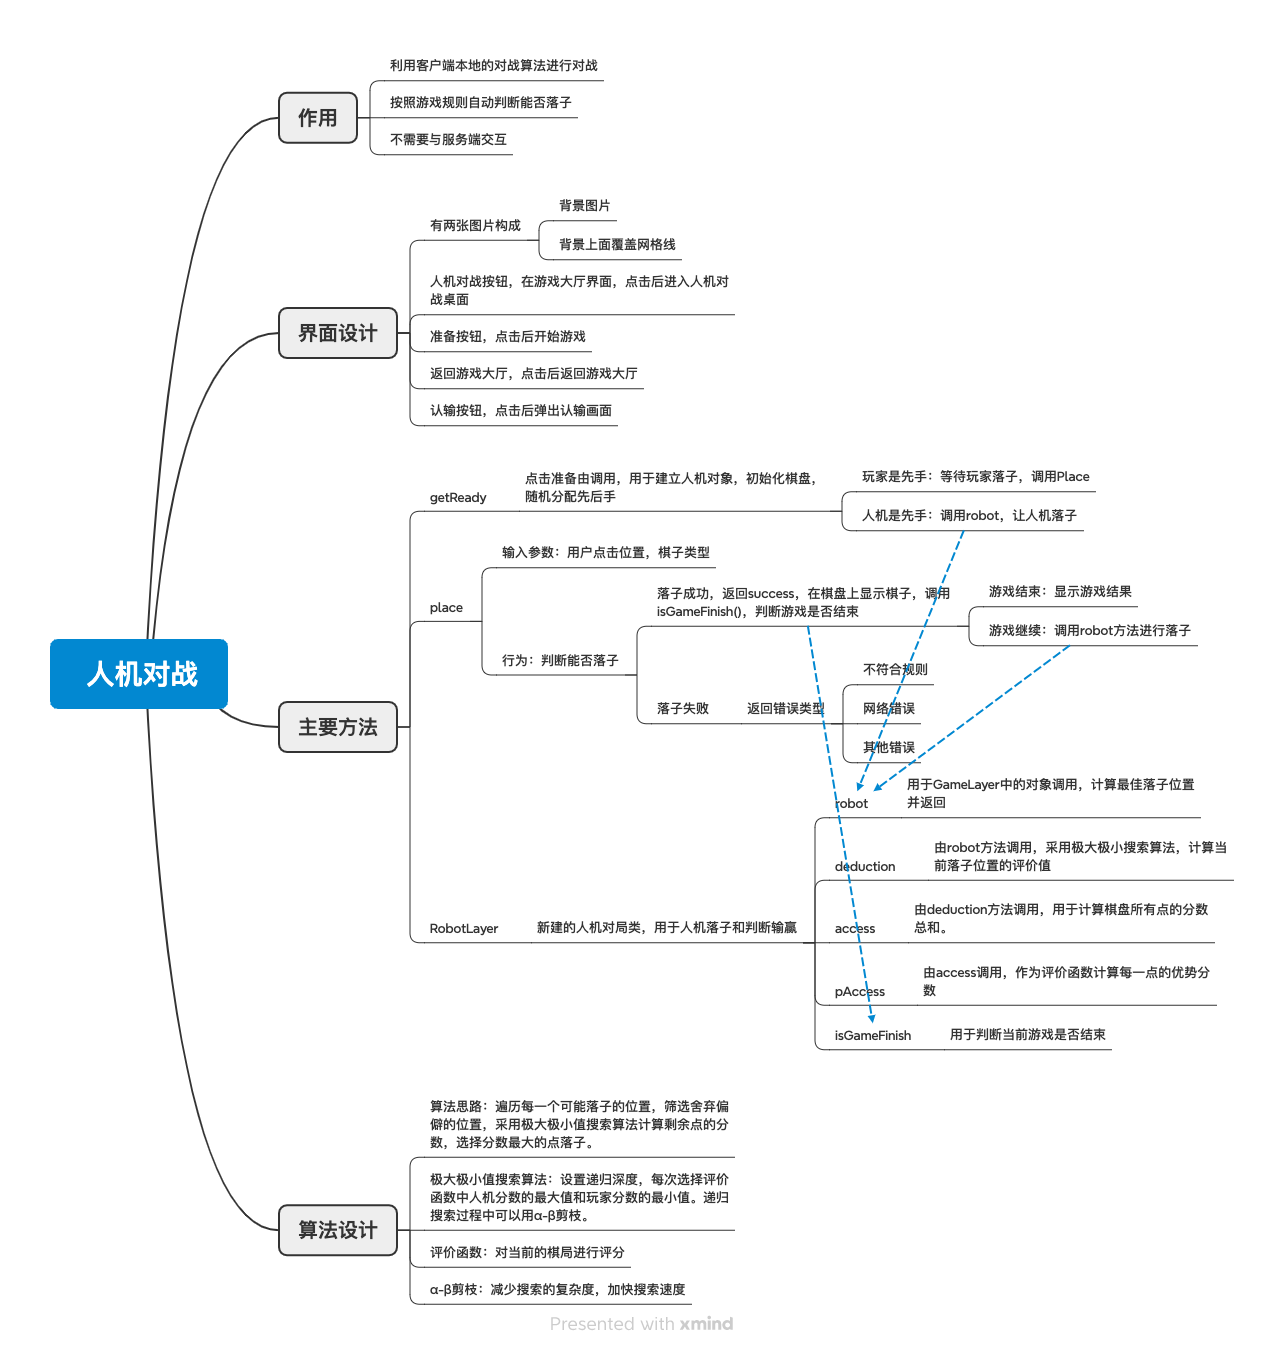 人机对战
作用
利用客户端本地的对战算法进行对战
按照游戏规则自动判断能否落子
不需要与服务端交互
界面设计
有两张图片构成
背景图片
背景上面覆盖网格线
人机对战按钮，在游戏大厅界面，点击后进入人机对
战桌面
准备按钮，点击后开始游戏
返回游戏大厅，点击后返回游戏大厅
认输按钮，点击后弹出认输画面
主要方法
getReady
点击准备由调用，用于建立人机对象，初始化棋盘，
随机分配先后手
玩家是先手：等待玩家落子，调用Place
人机是先手：调用robot，让人机落子
place
输入参数：用户点击位置，棋子类型
行为：判断能否落子
落子成功，返回success，在棋盘上显示棋子，调用
isGameFinish()，判断游戏是否结束
游戏结束：显示游戏结果
游戏继续：调用robot方法进行落子
落子失败
返回错误类型
不符合规则
网络错误
其他错误
RobotLayer
新建的人机对局类，用于人机落子和判断输赢
robot
用于GameLayer中的对象调用，计算最佳落子位置
并返回
deduction
由robot方法调用，采用极大极小搜索算法，计算当
前落子位置的评价值
access
由deduction方法调用，用于计算棋盘所有点的分数
总和。
pAccess
由access调用，作为评价函数计算每一点的优势分
数
isGameFinish
用于判断当前游戏是否结束
算法设计
算法思路：遍历每一个可能落子的位置，筛选舍弃偏
僻的位置，采用极大极小值搜索算法计算剩余点的分
数，选择分数最大的点落子。
极大极小值搜索算法：设置递归深度，每次选择评价
函数中人机分数的最大值和玩家分数的最小值。递归
搜索过程中可以用α-β剪枝。
评价函数：对当前的棋局进行评分
α-β剪枝：减少搜索的复杂度，加快搜索速度
Presented with xmind